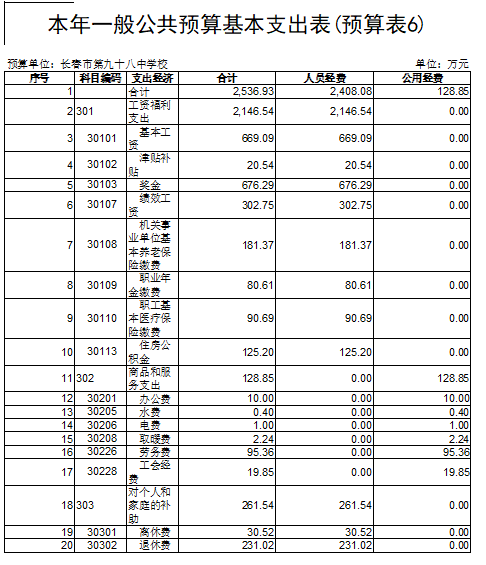 本年一般公共预算基本支出表(预算表6)
预算单位: 长春市第九十八中学校 单位: 万元
序号 科目编码 支出经济 合计 人员经费 公用经费
1 合计 2,536.93 2,408.08 128.85
2 301 工资福利支出 2,146.54 2,146.54 0.00
3 30101 基本工资 669.09 669.09 0.00
4 30102 津贴补贴 20.54 20.54 0.00
5 30103 奖金 676.29 676.29 0.00
6 30107 绩效工资 302.75 302.75 0.00
7 30108 机关事业单位基本养老保险缴费 181.37 181.37 0.00
8 30109 职业年金缴费 80.61 80.61 0.00
9 30110 职工基本医疗保险缴费 90.69 90.69 0.00
10 30113 住房公积金 125.20 125.20 0.00
11 302 商品和服务支出 128.85 0.00 128.85
12 30201 办公费 10.00 0.00 10.00
13 30205 水费 0.40 0.00 0.40
14 30206 电费 1.00 0.00 1.00
15 30208 取暖费 2.24 0.00 2.24
16 30226 劳务费 95.36 0.00 95.36
17 30228 工会经费 19.85 0.00 19.85
18 303 对个人和家庭的补助 261.54 261.54 0.00
19 30301 离休费 30.52 30.52 0.00
20 30302 退休费 231.02 231.02 0.00